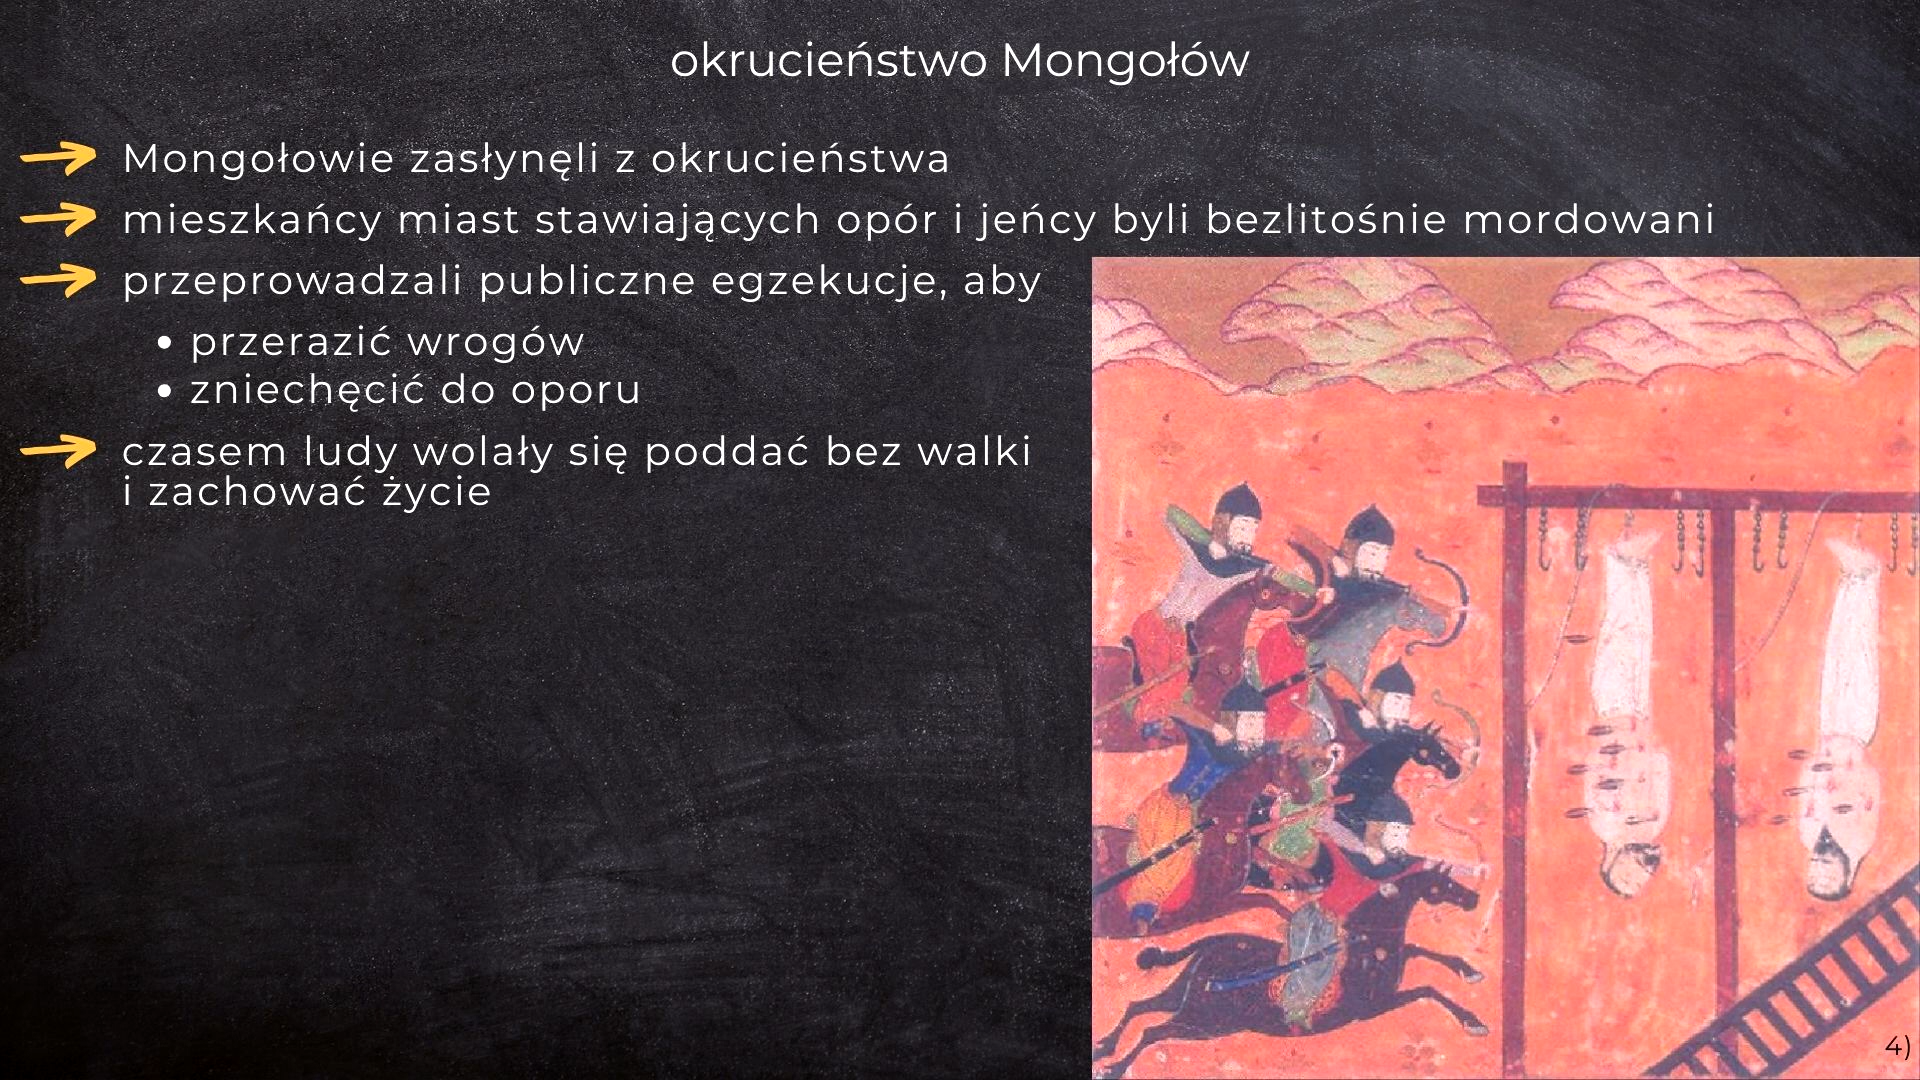 okrucieństwo Mongołów
Mongołowie zasłynęli z okrucieństwa
mieszkańcy miast stawiających opór i jeńcy byli bezlitośnie mordowani
przeprowadzali publiczne egzekucje, aby
• przerazić wrogów
• zniechęcić do oporu
czasem ludy wolały się poddać bez walki
i zachować życie
4)